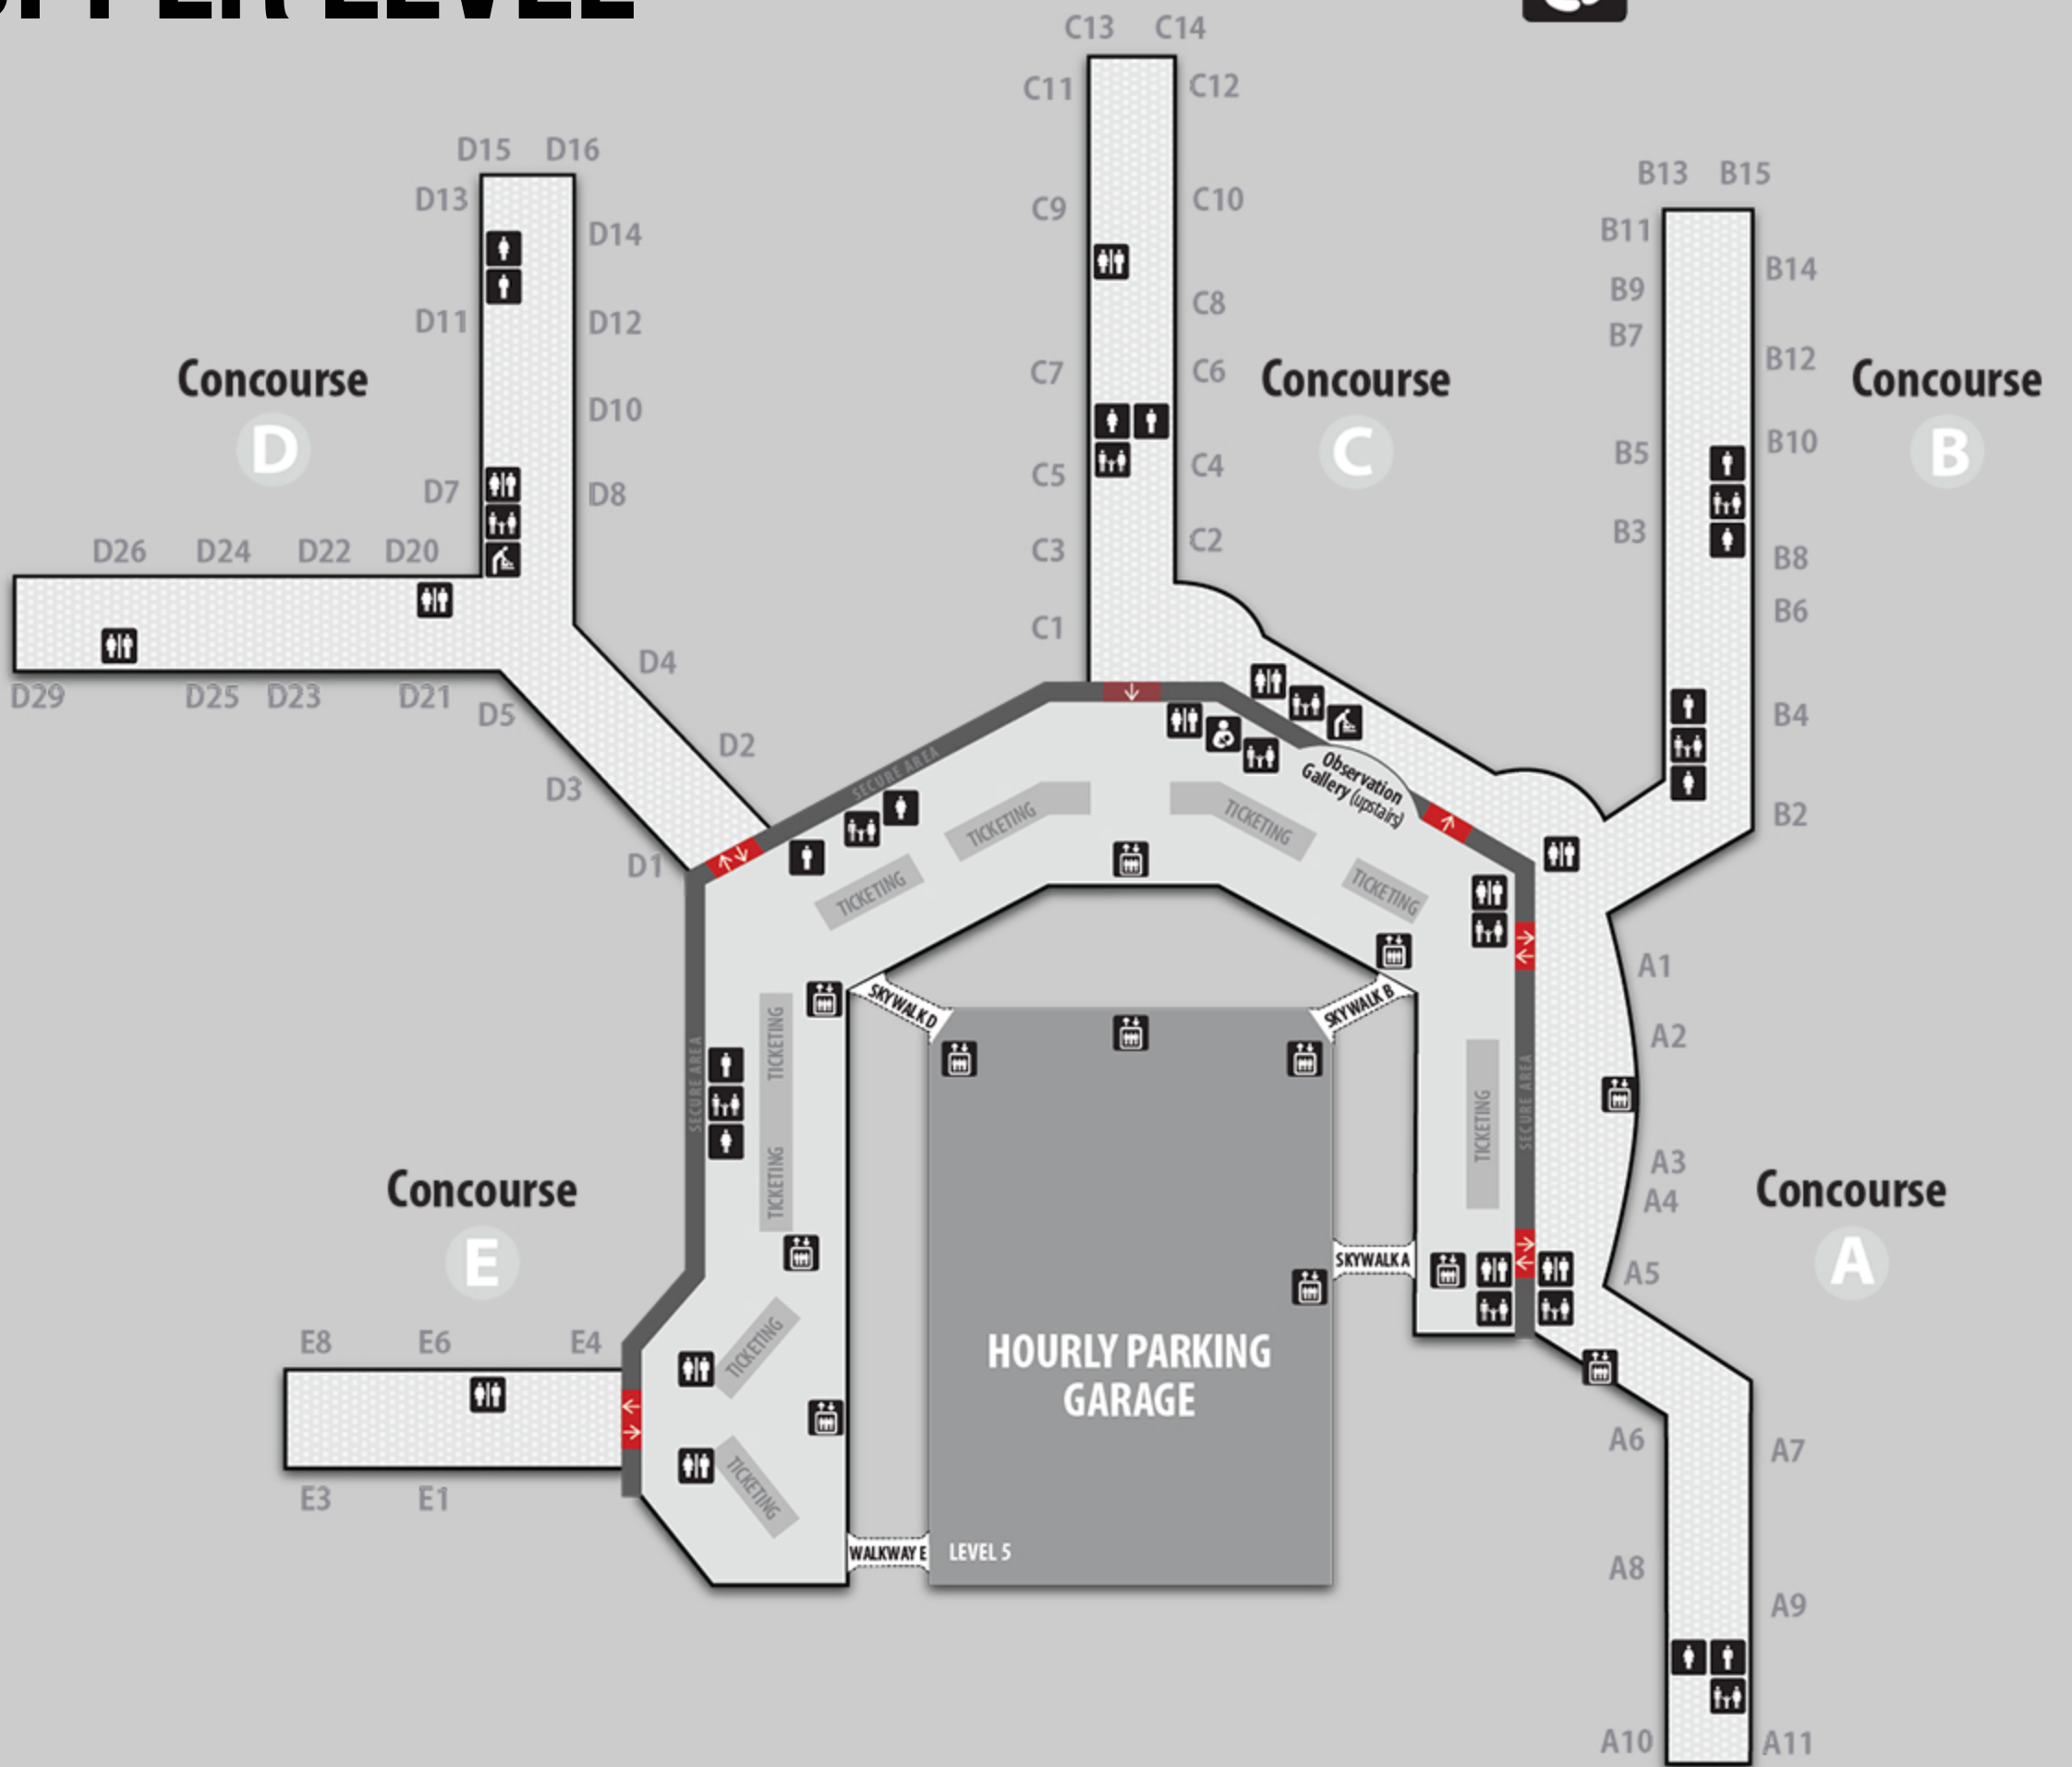 UPPER LEVEL
C13 C14
C11 C12
D15 D16
D13
D14
C9 C10
B13 B15
B11
B14
B9
B7
C8
D11 D12
Concourse
D
C7 C6
Concourse
C
B12
Concourse
B
D10
B5 B10
C5 C4
D7 D8
B3
B8
D26 D24 D22 D20
C3 C2
B6
C1
D4
D29 D25 D23 D21 D5
B4
D2
D3
B2
SECURE AREA
Observation
Gallery (upstairs)
TICKETING
TICKETING
D1
TICKETING
TICKETING
A1
SKYWALK D
SKYWALK B
A2
TICKETING
SECURE AREA
TICKETING
SECURE AREA
TICKETING
A3
A4
Concourse
E
Concourse
A
SKYWALK A
A5
E8 E6 E4
TICKETING
HOURLY PARKING
GARAGE
A6 A7
E3 E1
TICKETING
WALKWAY E
LEVEL 5
A8
A9
A10 A11